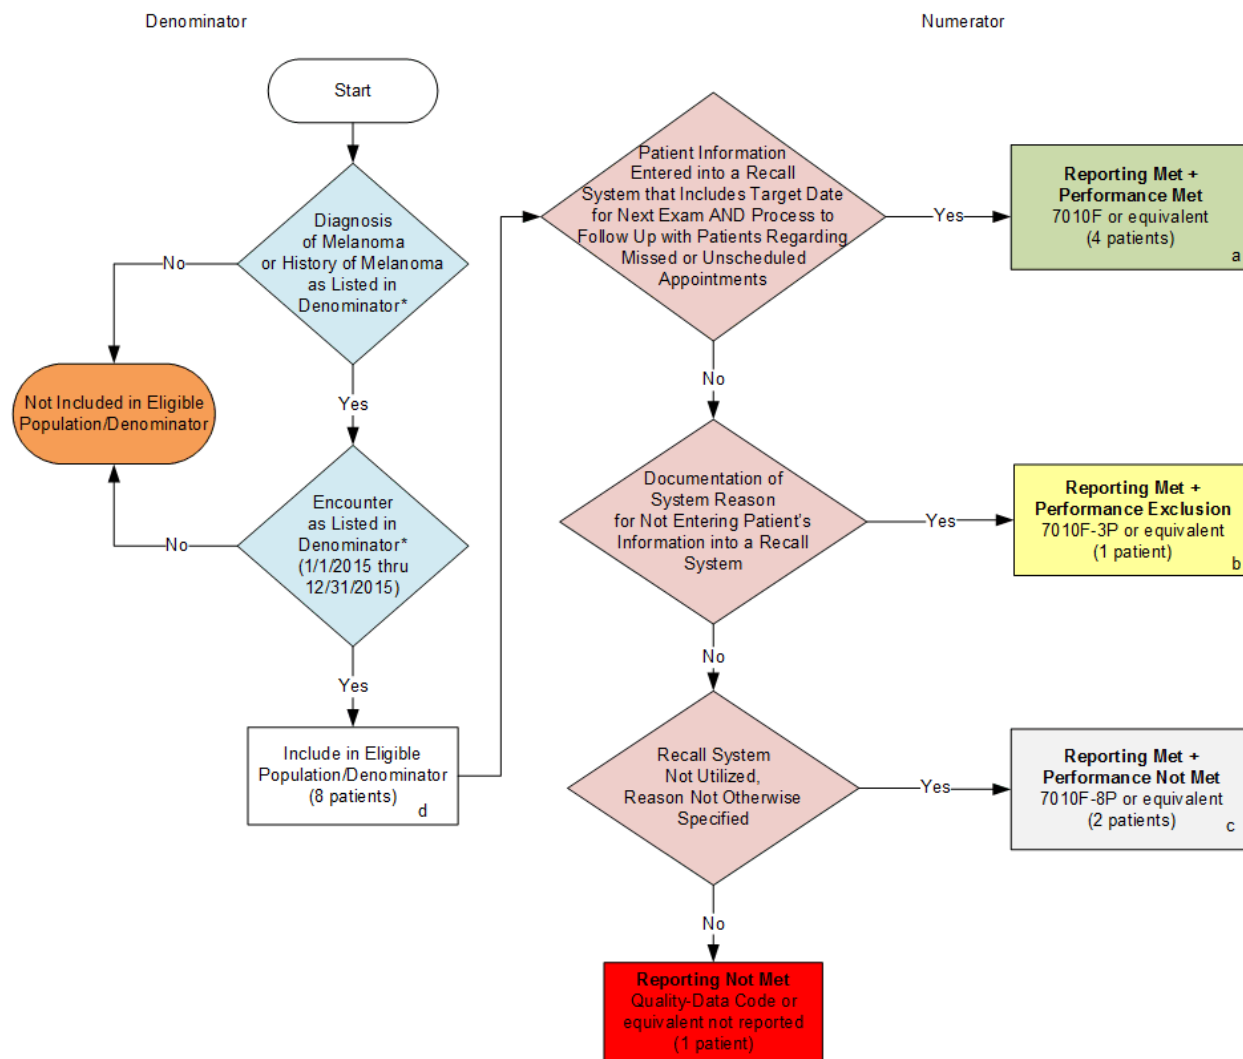 Denominator
Numerator
Start
Diagnosis
of Melanoma
or History of Melanoma
as Listed in
Denominator*
No
Not Included in Eligible
Population/Denominator
Yes
Encounter
as Listed in
Denominator*
(1/1/2015 thru
12/31/2015)
No
Yes
Include in Eligible
Population/Denominator
(8 patients)
d
Patient Information
Entered into a Recall
System that Includes Target Date
for Next Exam AND Process to
Follow Up with Patients Regarding
Missed or Unscheduled
Appointments
Yes
Reporting Met +
Performance Met
7010F or equivalent
(4 patients)
a
No
Documentation of
System Reason
for Not Entering Patient's
Information into a Recall
System
Yes
Reporting Met +
Performance Exclusion
7010F-3P or equivalent
(1 patient)
b
No
Recall System
Not Utilized,
Reason Not Otherwise
Specified
Yes
Reporting Met +
Performance Not Met
7010F-8P or equivalent
(2 patients)
c
No
Reporting Not Met
Quality-Data Code or
equivalent not reported
(1 patient)